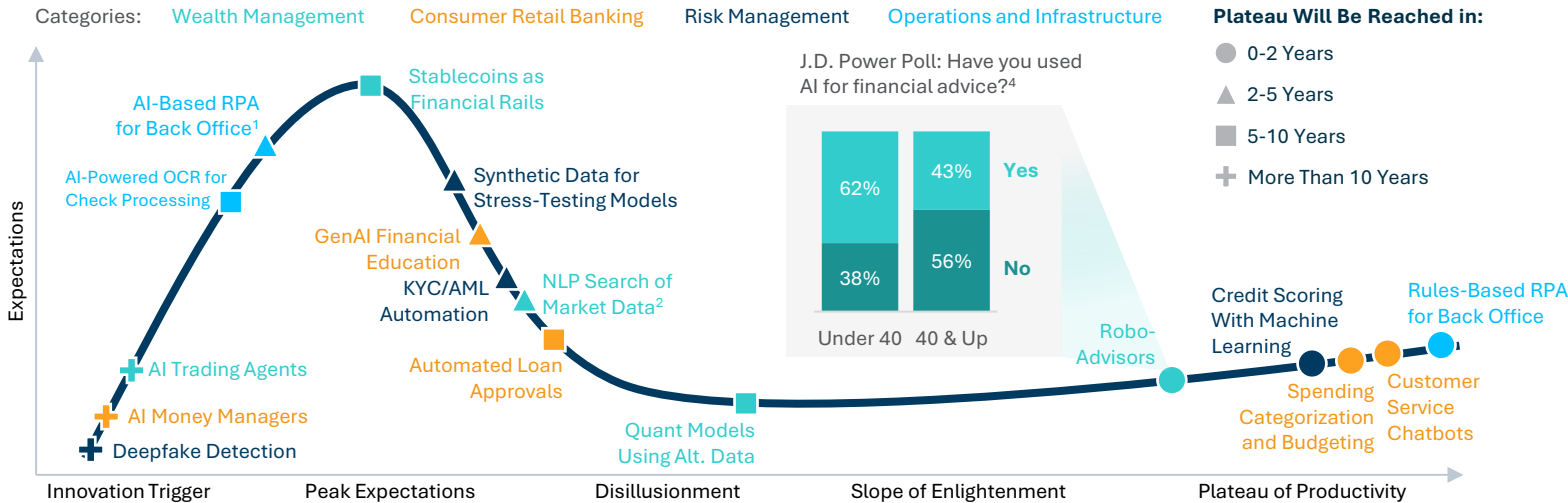 Categories: Wealth Management Consumer Retail Banking Risk Management Operations and Infrastructure
Plateau Will Be Reached in:
0-2 Years
2-5 Years
5-10 Years
More Than 10 Years
J.D. Power Poll: Have you used
AI for financial advice?⁴
62%
43%
Yes
38%
56%
No
Under 40
40 & Up
Expectations
Stablecoins as
Financial Rails
AI-Based RPA
for Back Office¹
AI-Powered OCR for
Check Processing
Synthetic Data for
Stress-Testing Models
GenAI Financial
Education
KYC/AML
Automation
NLP Search of
Market Data²
Automated Loan
Approvals
AI Trading Agents
AI Money Managers
Deepfake Detection
Quant Models
Using Alt. Data
Robo-
Advisors
Credit Scoring
With Machine
Learning
Spending
Categorization
and Budgeting
Customer
Service
Chatbots
Rules-Based RPA
for Back Office
Innovation Trigger
Peak Expectations
Disillusionment
Slope of Enlightenment
Plateau of Productivity